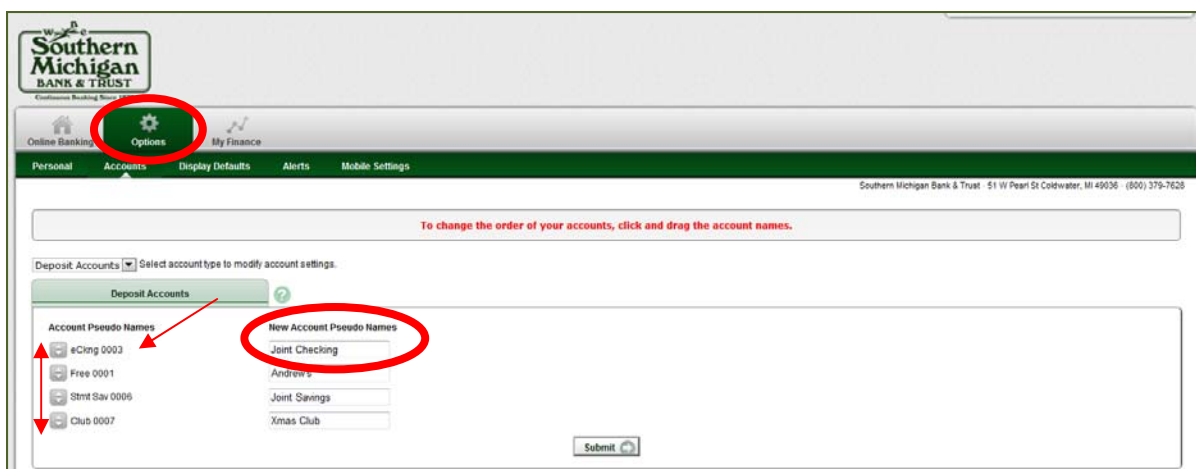 W n e
Southern
Michigan
BANK & TRUST
Continuous Banking Since
Online Banking Options My Finance
Personal Accounts Display Defaults Alerts Mobile Settings
Southern Michigan Bank & Trust · 51 W Pearl St Coldwater, MI 49036 · (800) 379-7628
To change the order of your accounts, click and drag the account names.
Deposit Accounts Select account type to modify account settings.
Deposit Accounts ?
Account Pseudo Names New Account Pseudo Names
eCkng 0003 Joint Checking
Free 0001 Andrew's
Stmt Sav 0006 Joint Savings
Club 0007 Xmas Club
Submit